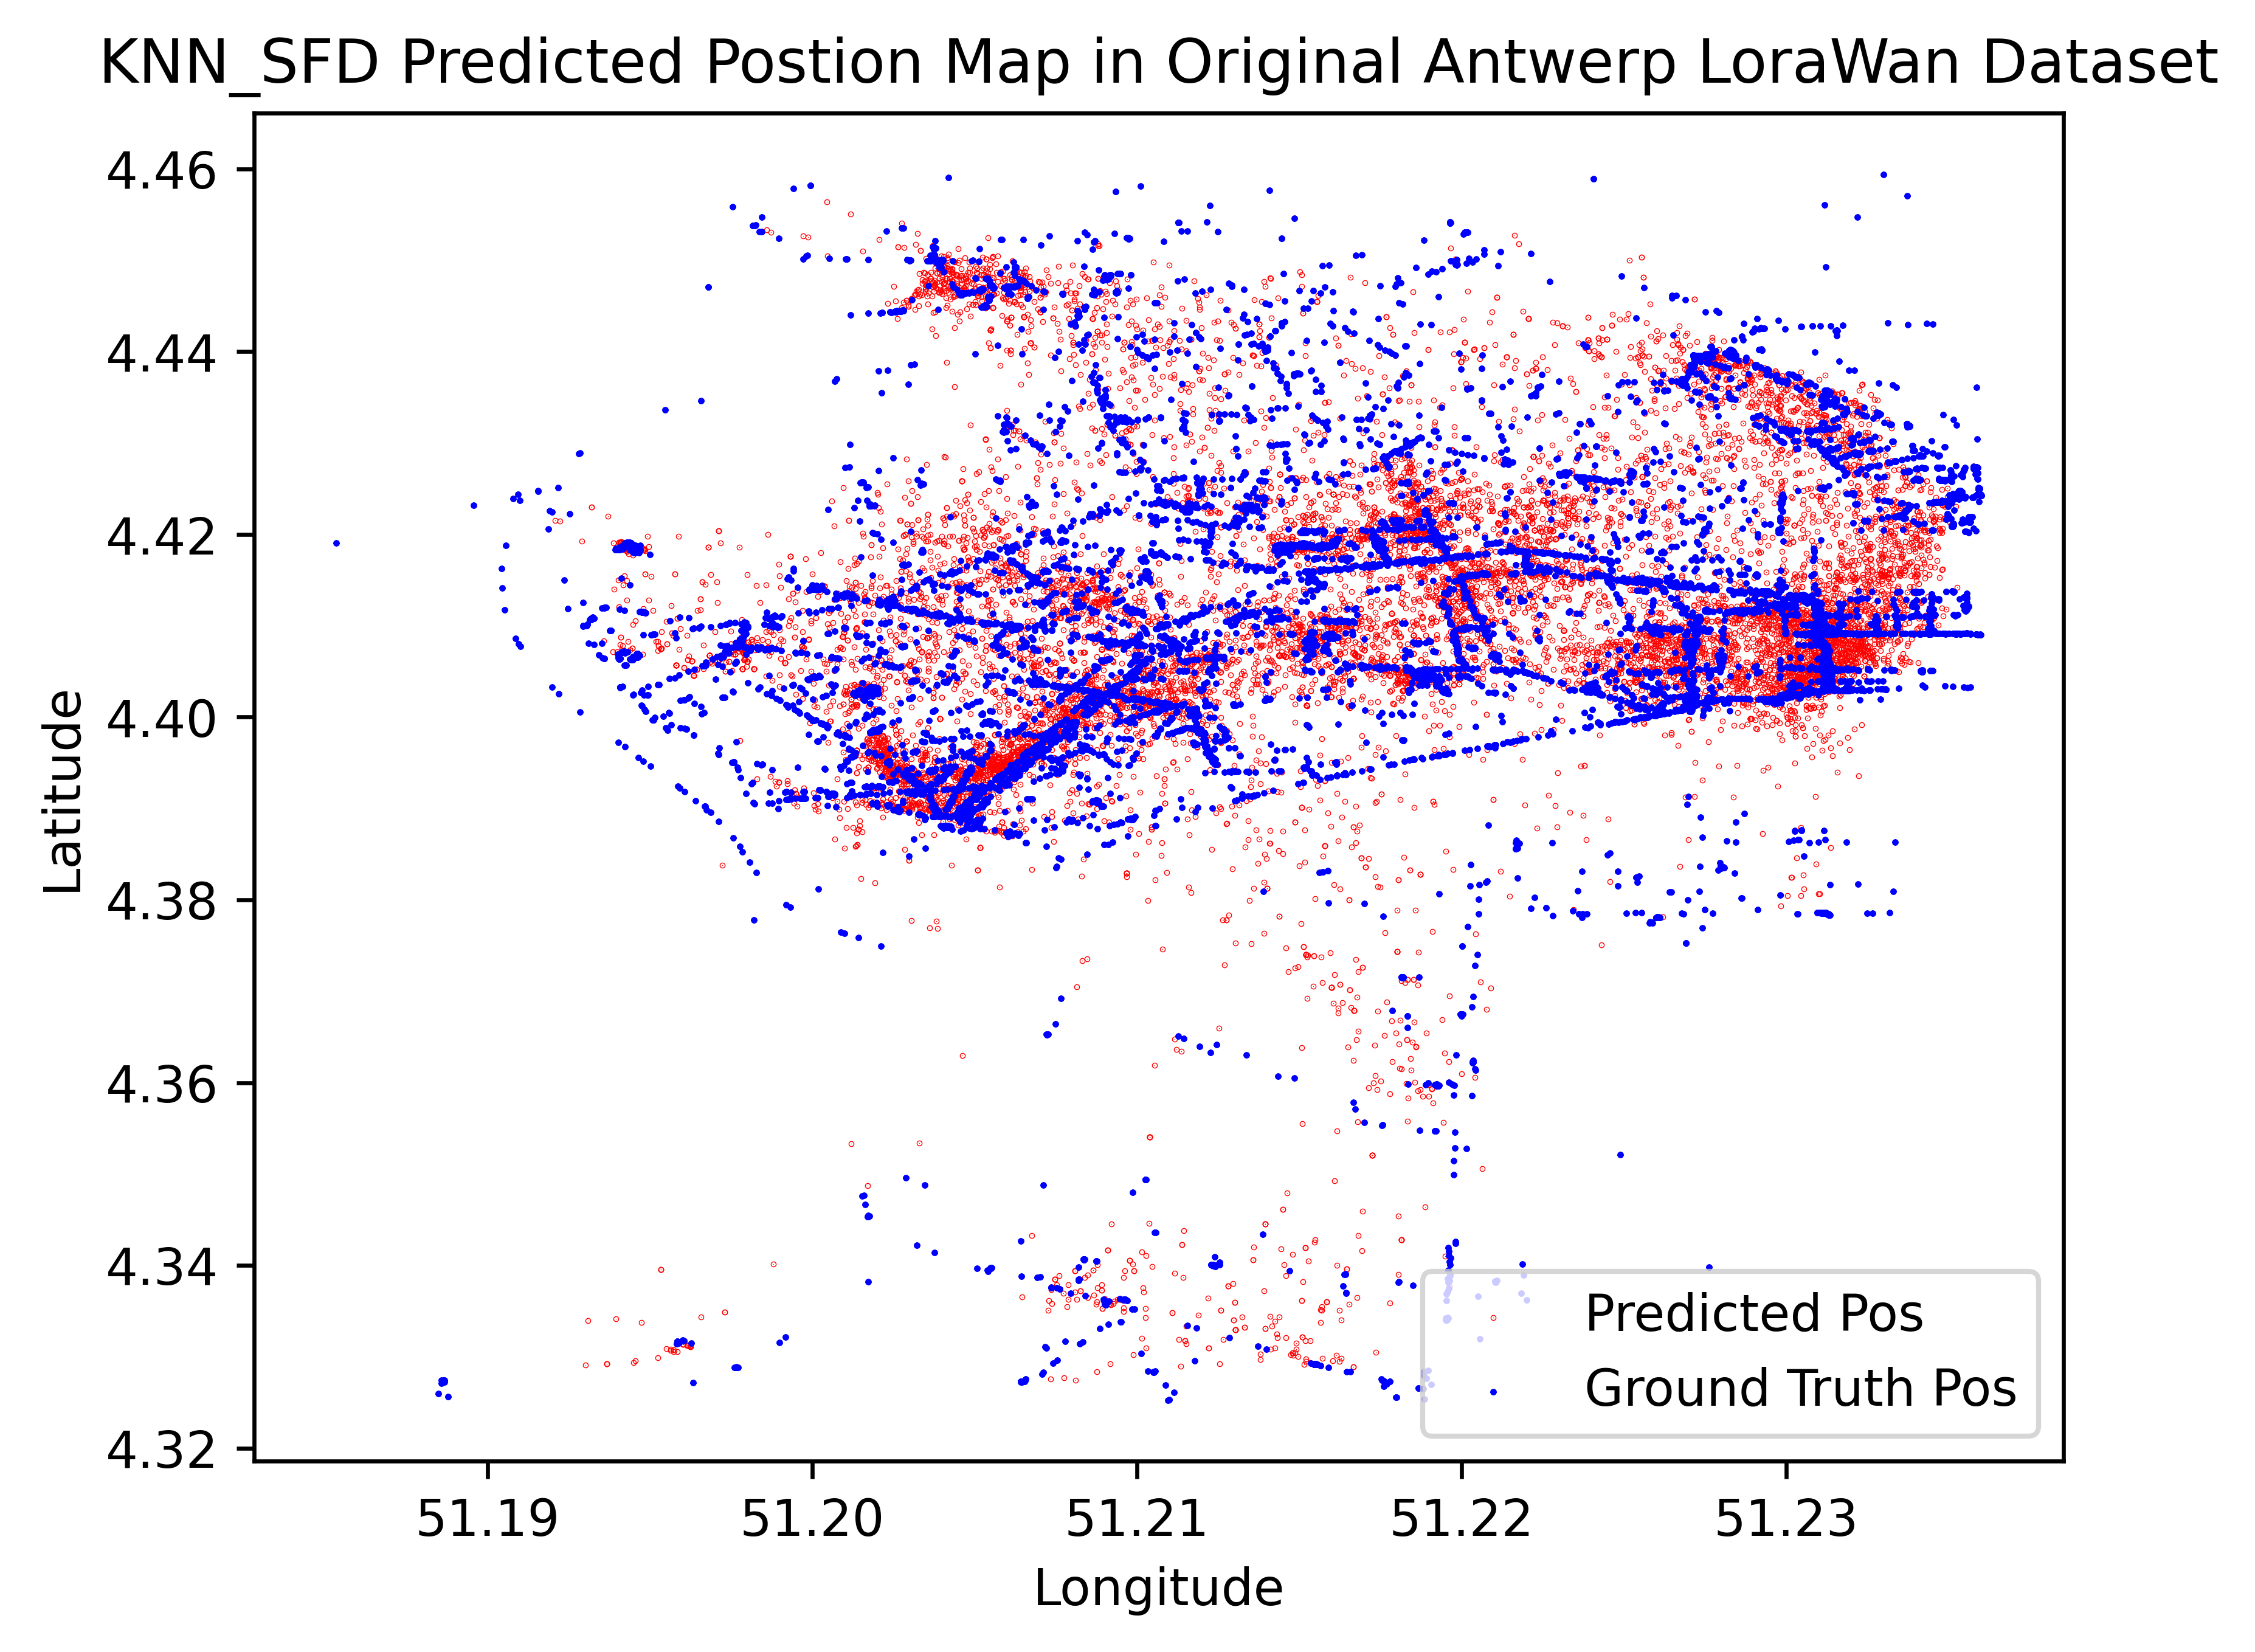 KNN_SFD Predicted Postion Map in Original Antwerp LoraWan Dataset
4.46
4.44
4.42
4.40
4.38
4.36
4.34
4.32
Latitude
Predicted Pos
Ground Truth Pos
51.19 51.20 51.21 51.22 51.23
Longitude